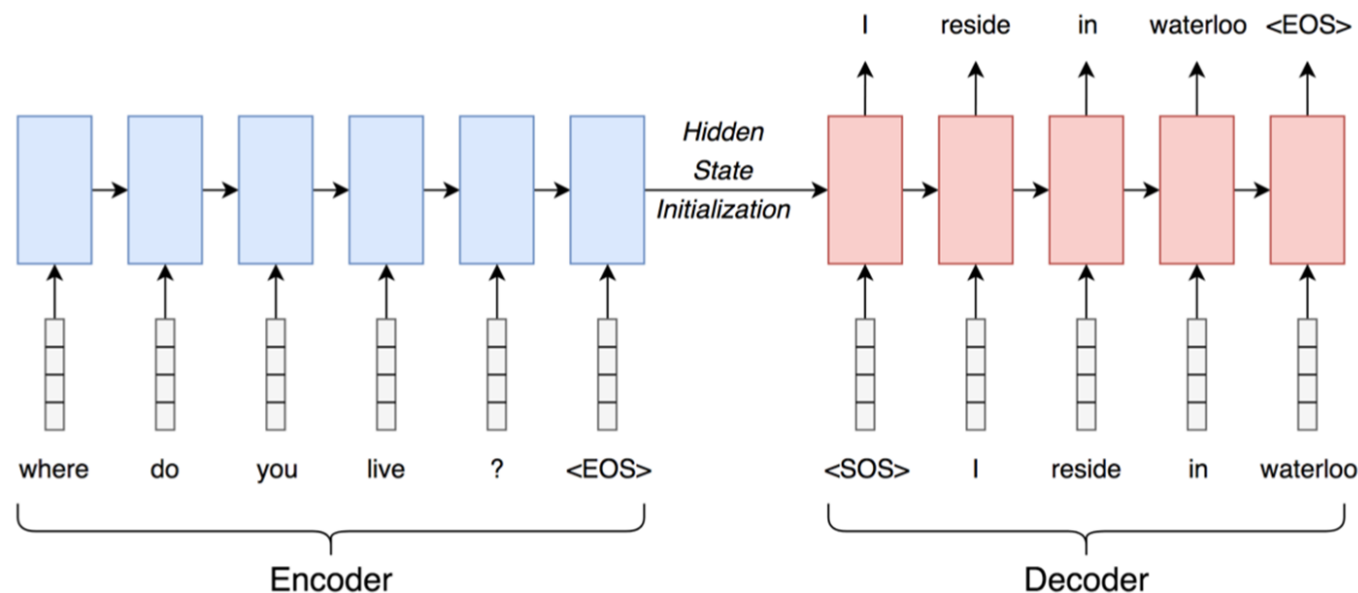 I reside in waterloo <EOS>
Hidden
State
Initialization
where do you live ? <EOS> <SOS> I reside in waterloo
Encoder Decoder